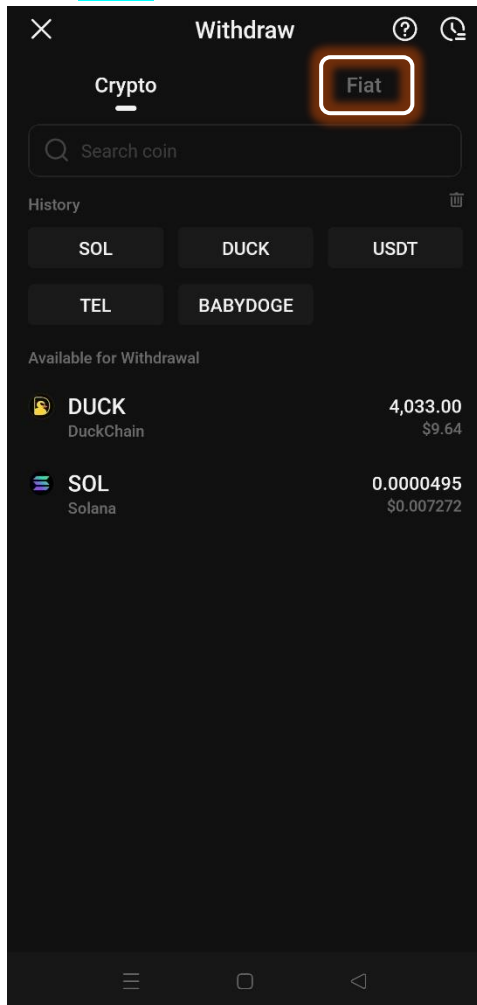 Withdraw
Crypto Fiat
Search coin
History
SOL DUCK USDT
TEL BABYDOGE
Available for Withdrawal
DUCK 4,033.00
DuckChain $9.64
SOL 0.0000495
Solana $0.007272